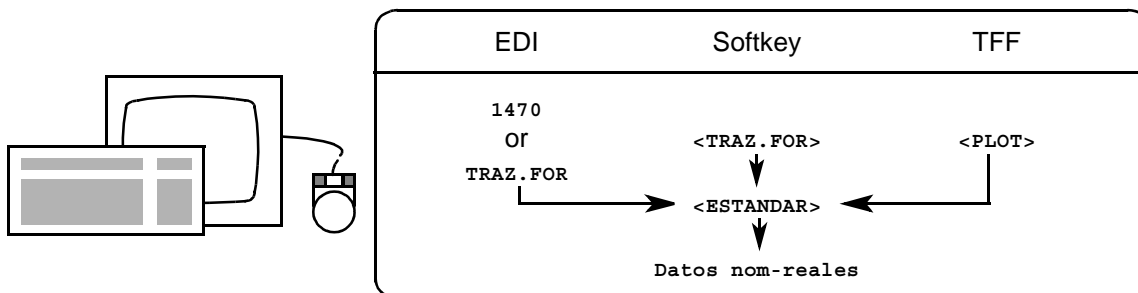 EDI Softkey TFF
1470
or
TRAZ.FOR
<TRAZ.FOR>
<PLOT>
<ESTANDAR>
Datos nom-reales